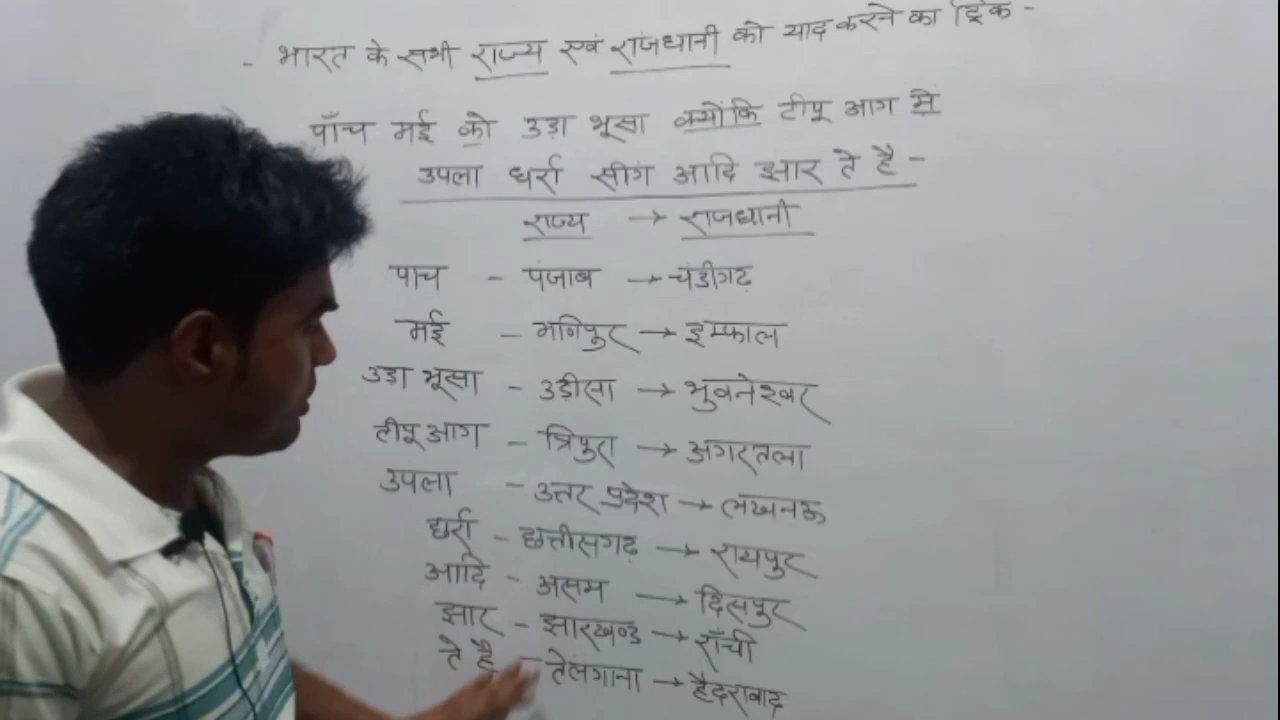 - भारत के सभी राज्य एवं राजधानी को याद करने का ट्रिक -
पाँच मई को उडा भूसा क्योंकि टीपू आग में
उपला धर्रा सींग आदि झार ते है -
राज्य → राजधानी
पाच - पंजाब → चंडीगढ़
मई - मणिपुर → इम्फाल
उडा भूसा - उड़ीसा → भुवनेश्वर
टीपू आग - त्रिपुरा → अगरतला
उपला - उत्तर प्रदेश → लखनऊ
छर्रा - छत्तीसगढ़ → रायपुर
आदि - असम → दिसपुर
झार - झारखण्ड → राँची
ते है - तेलंगाना → हैदराबाद